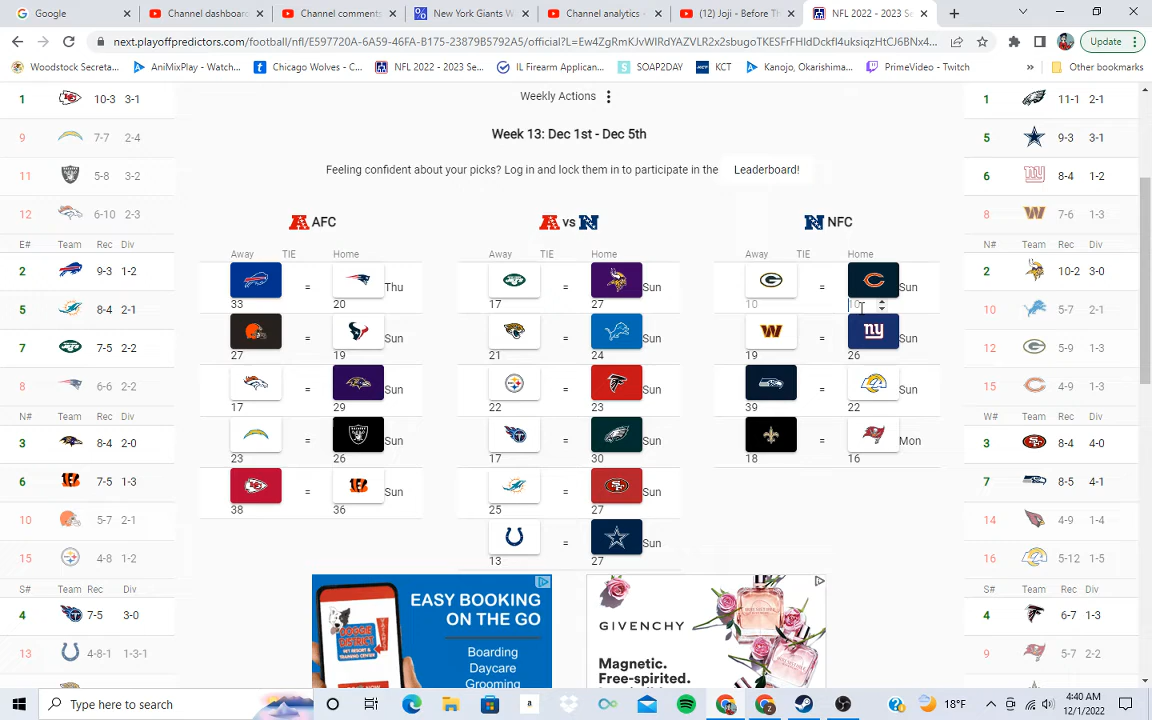 Google
Channel dashboard
Channel comments
New York Giants W
Channel analytics -
(12) Joji - Before Th
NFL 2022 - 2023 Se
next.playoffpredictors.com/football/nfl/E597720A-6A59-46FA-B175-23879B5792A5/official?L=Ew4ZgRmKJvWIRdYAZVLR2x2sbugoTKESFrFHIdDckfI4uksiqzHtCJ6BNx4...
Update
Woodstock Secreta...
AniMixPlay - Watch...
Chicago Wolves - C...
NFL 2022 - 2023 Se...
IL Firearm Applican...
SOAP2DAY
KCT
Kanojo, Okarishima...
PrimeVideo - Twitch
»
Other bookmarks
Weekly Actions
Week 13: Dec 1st - Dec 5th
Feeling confident about your picks? Log in and lock them in to participate in the Leaderboard!
1 10-3 3-1
9 7-7 2-4
11 5-8 3-2
12 6-10 2-3
E# Team Rec Div
2 9-3 1-2
5 8-4 2-1
7 7-5 2-2
8 6-6 2-2
N# Team Rec Div
3 8-4 2-0
6 7-5 1-3
10 5-7 2-1
15 4-8 1-2
S# Team Rec Div
4 7-5 3-0
13 4-8-1 1-3-1
AFC
Away TIE Home
= Thu
33 20
= Sun
27 19
= Sun
17 29
= Sun
23 26
= Sun
38 36
A vs N
Away TIE Home
= Sun
17 27
= Sun
21 24
= Sun
22 23
= Sun
17 30
= Sun
25 27
= Sun
13 27
NFC
Away TIE Home
= Sun
10 10
W = ny Sun
19 26
= Sun
39 22
= Mon
18 16
1 11-1 2-1
5 9-3 3-1
6 8-4 1-2
8 7-6 1-3
N# Team Rec Div
2 10-2 3-0
10 5-7 2-1
12 5-9 1-3
15 4-9 1-3
W# Team Rec Div
3 8-4 4-0
7 8-5 4-1
14 4-9 1-4
16 5-12 1-5
S# Team Rec Div
4 6-7 1-3
9 5-7 2-2
EASY BOOKING
ON THE GO
Boarding
Daycare
Grooming
DOGGIE
DISTRICT
GIVENCHY
Magnetic.
Free-spirited.
Type here to search
18°F
4:40 AM
12/1/2022